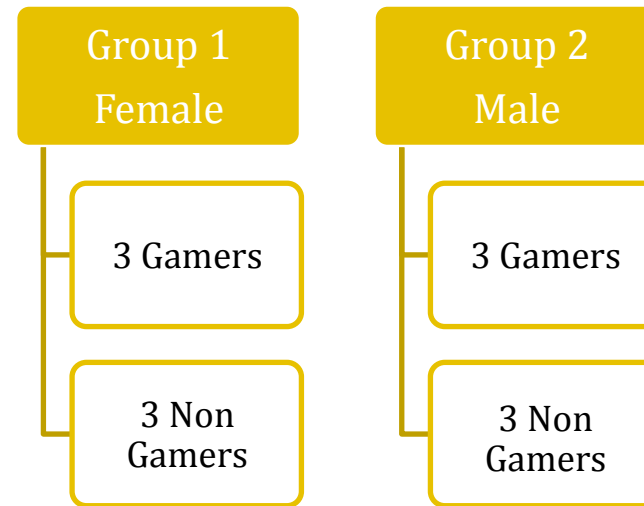 Group 1
Female
3 Gamers
3 Non
Gamers
Group 2
Male
3 Gamers
3 Non
Gamers